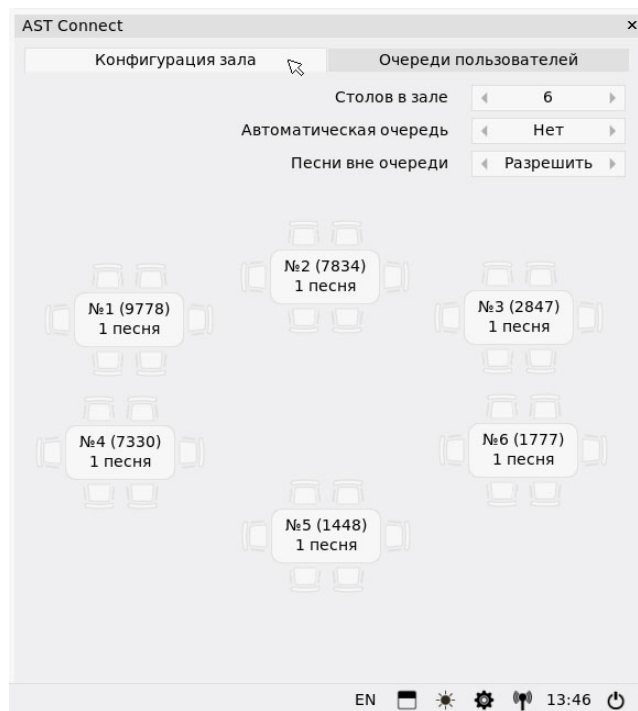 AST Connect
Конфигурация зала
Очереди пользователей
Столов в зале 6
Автоматическая очередь Нет
Песни вне очереди Разрешить
№1 (9778)
1 песня
№2 (7834)
1 песня
№3 (2847)
1 песня
№4 (7330)
1 песня
№5 (1448)
1 песня
№6 (1777)
1 песня
EN 13:46